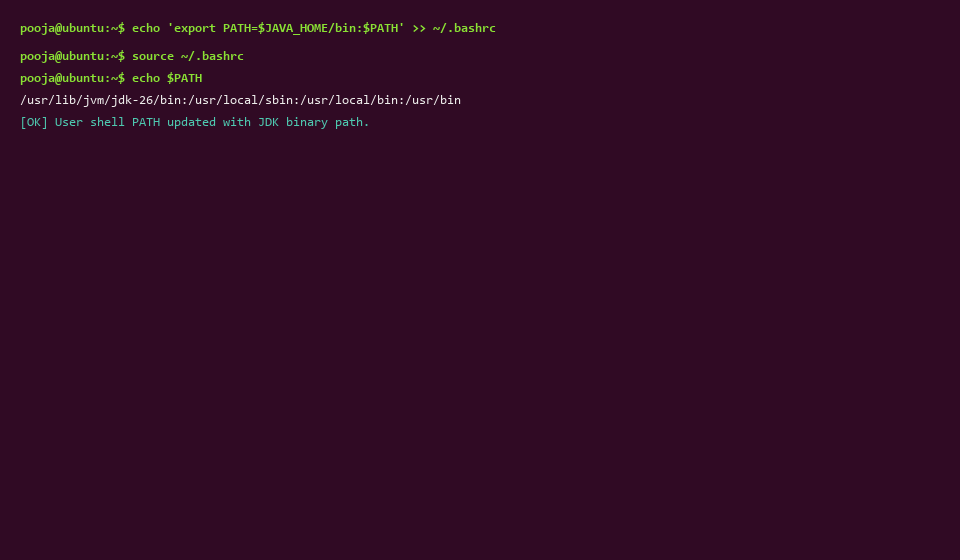 pooja@ubuntu:~$ echo 'export PATH=$JAVA_HOME/bin:$PATH' >> ~/.bashrc
pooja@ubuntu:~$ source ~/.bashrc
pooja@ubuntu:~$ echo $PATH
/usr/lib/jvm/jdk-26/bin:/usr/local/sbin:/usr/local/bin:/usr/bin
[OK] User shell PATH updated with JDK binary path.